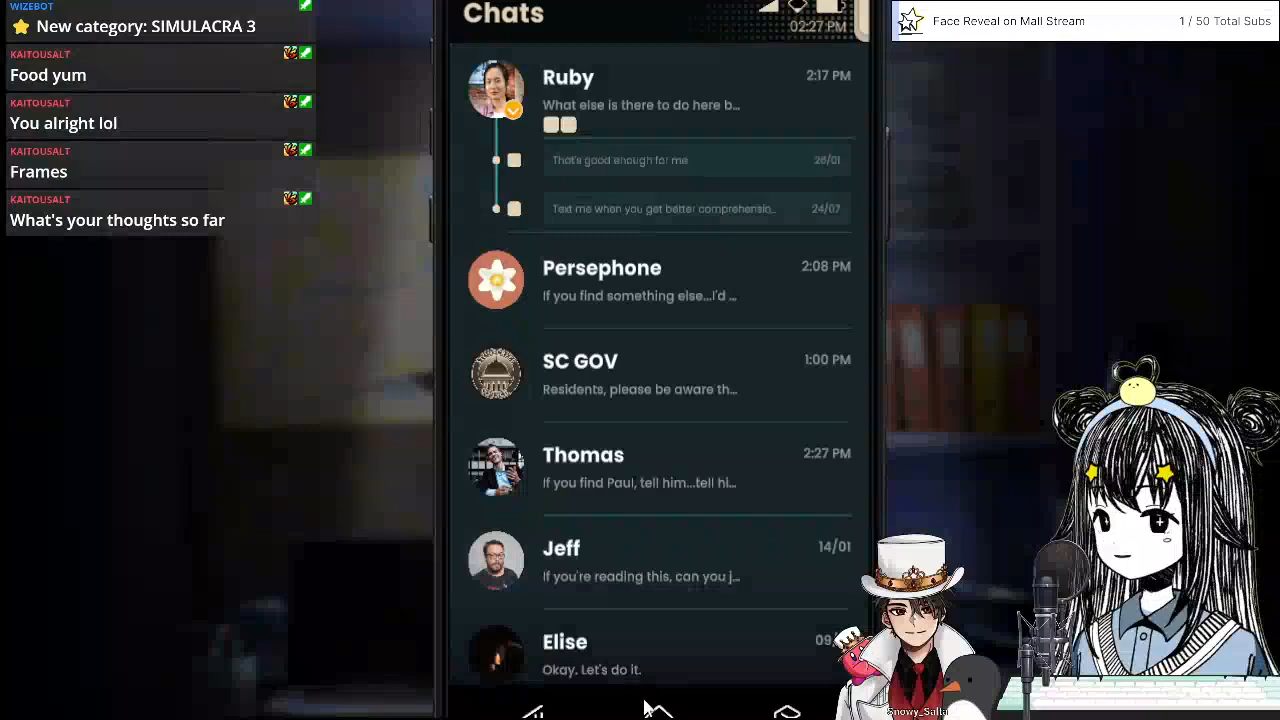 WIZEBOT
New category: SIMULACRA 3
KAITOUSALT
Food yum
KAITOUSALT
You alright lol
KAITOUSALT
Frames
KAITOUSALT
What's your thoughts so far
Chats
02:27 PM
Ruby
2:17 PM
What else is there to do here b...
That's good enough for me
26/01
Text me when you get better comprehensio...
24/07
Persephone
2:08 PM
If you find something else...I'd ...
SC GOV
1:00 PM
Residents, please be aware th...
Thomas
2:27 PM
If you find Paul, tell him...tell hi...
Jeff
14/01
If you're reading this, can you j...
Elise
09
Okay. Let's do it.
Face Reveal on Mall Stream
1 / 50 Total Subs